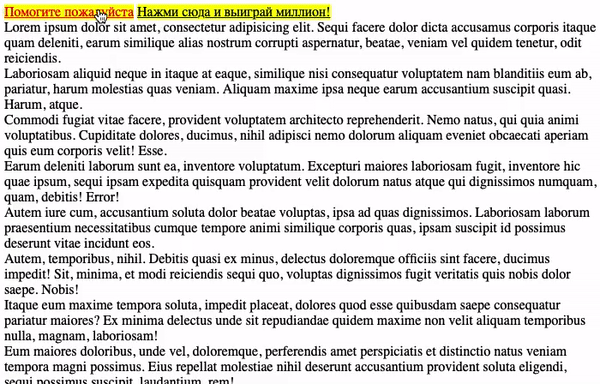 Помогите пожалуйста Нажми сюда и выиграй миллион!
Lorem ipsum dolor sit amet, consectetur adipisicing elit. Sequi facere dolor dicta accusamus corporis itaque
quam deleniti, earum similique alias nostrum corrupti aspernatur, beatae, veniam vel quidem tenetur, odit
reiciendis.
Laboriosam aliquid neque in itaque at eaque, similique nisi consequatur voluptatem nam blanditiis eum ab,
pariatur, harum molestias quas veniam. Aliquam maxime ipsa neque earum accusantium suscipit quasi.
Harum, atque.
Commodi fugiat vitae facere, provident voluptatem architecto reprehenderit. Nemo natus, qui quia animi
voluptatibus. Cupiditate dolores, ducimus, nihil adipisci nemo dolorum aliquam eveniet obcaecati aperiam
quis eum corporis velit! Esse.
Earum deleniti laborum sunt ea, inventore voluptatum. Excepturi maiores laboriosam fugit, inventore hic
quae ipsum, sequi ipsam expedita quisquam provident velit dolorum natus atque qui dignissimos numquam,
quam, debitis! Error!
Autem iure cum, accusantium soluta dolor beatae voluptas, ipsa ad quas dignissimos. Laboriosam laborum
praesentium necessitatibus cumque tempore animi similique corporis quas, ipsam suscipit id possimus
deserunt vitae incidunt eos.
Autem, temporibus, nihil. Debitis quasi ex minus, delectus doloremque officiis sint facere, ducimus
impedit! Sit, minima, et modi reiciendis sequi quo, voluptas dignissimos fugit veritatis quis nobis dolor
saepe. Nobis!
Itaque eum maxime tempora soluta, impedit placeat, dolores quod esse quibusdam saepe consequatur
pariatur maiores? Ex minima delectus unde sit repudiandae quidem maxime non velit aliquam temporibus
nulla, magnam, laboriosam!
Eum maiores doloribus, unde vel, doloremque, perferendis amet perspiciatis et distinctio natus veniam
tempora magni possimus. Eius repellat molestiae nihil deserunt accusantium provident soluta eligendi,
sequi possimus suscipit, laudantium, rem!